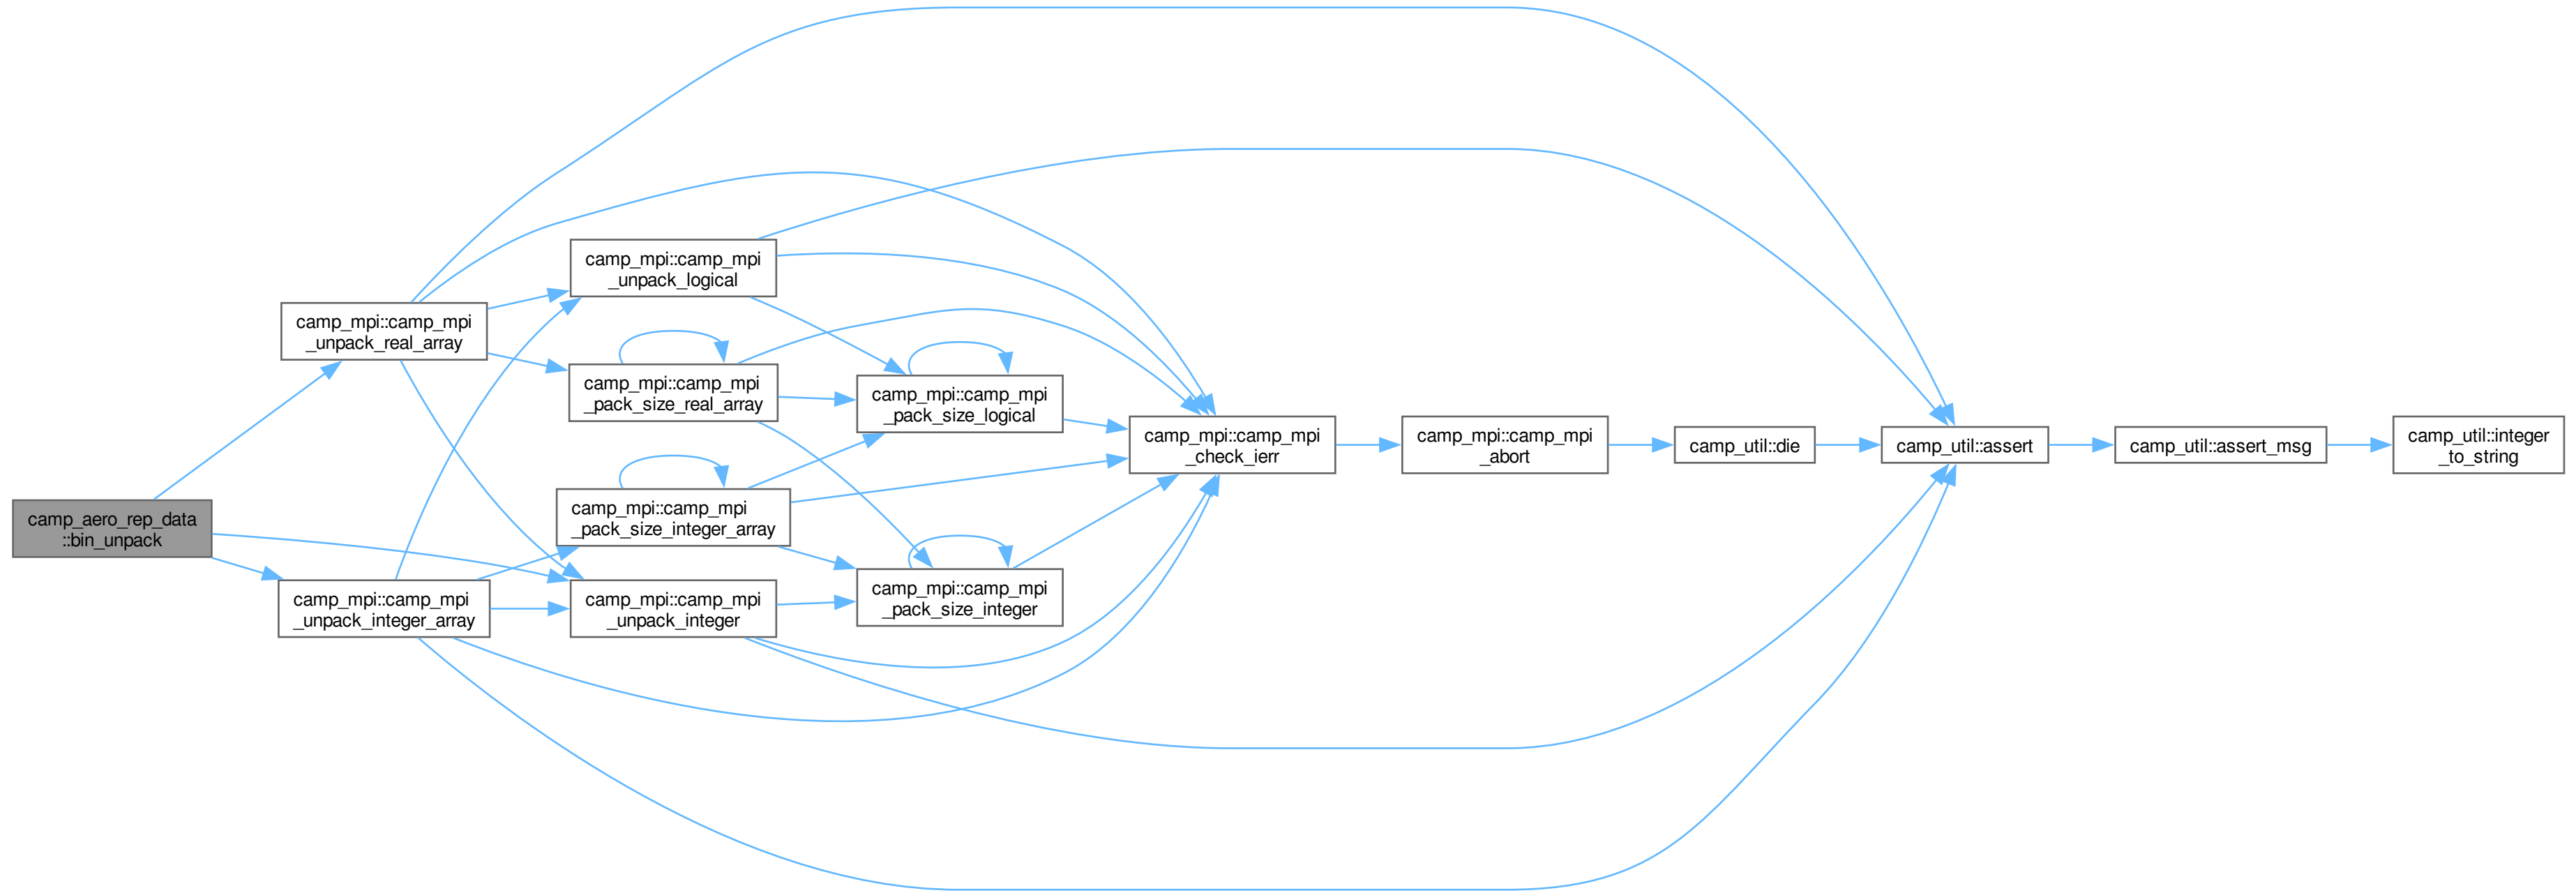 camp_aero_rep_data
::bin_unpack
camp_mpi::camp_mpi
_unpack_real_array
camp_mpi::camp_mpi
_unpack_integer_array
camp_mpi::camp_mpi
_unpack_logical
camp_mpi::camp_mpi
_pack_size_real_array
camp_mpi::camp_mpi
_pack_size_integer_array
camp_mpi::camp_mpi
_unpack_integer
camp_mpi::camp_mpi
_pack_size_logical
camp_mpi::camp_mpi
_pack_size_integer
camp_mpi::camp_mpi
_check_ierr
camp_mpi::camp_mpi
_abort
camp_util::die
camp_util::assert
camp_util::assert_msg
camp_util::integer
_to_string